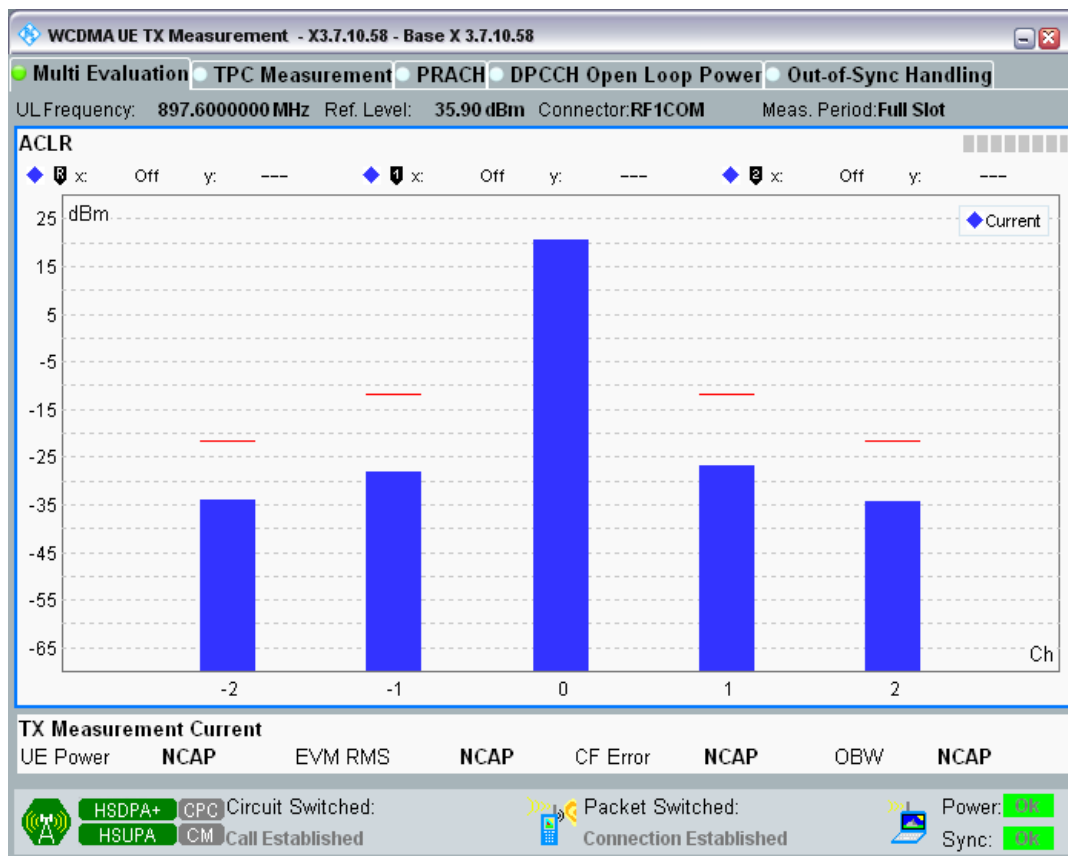 WCDMA UE TX Measurement - X3.7.10.58 - Base X 3.7.10.58
Multi Evaluation TPC Measurement PRACH DPCCH Open Loop Power Out-of-Sync Handling
UL Frequency: 897.6000000 MHz Ref. Level: 35.90 dBm Connector:RF1COM Meas. Period:Full Slot
ACLR
R x: Off y: --- 1 x: Off y: --- 2 x: Off y: ---
dBm
Current
25
15
5
-5
-15
-25
-35
-45
-55
-65
Ch
-2 -1 0 1 2
TX Measurement Current
UE Power NCAP EVM RMS NCAP CF Error NCAP OBW NCAP
HSDPA+ CPC Circuit Switched: Packet Switched: Power: OK
HSUPA CM Call Established Connection Established Sync: OK